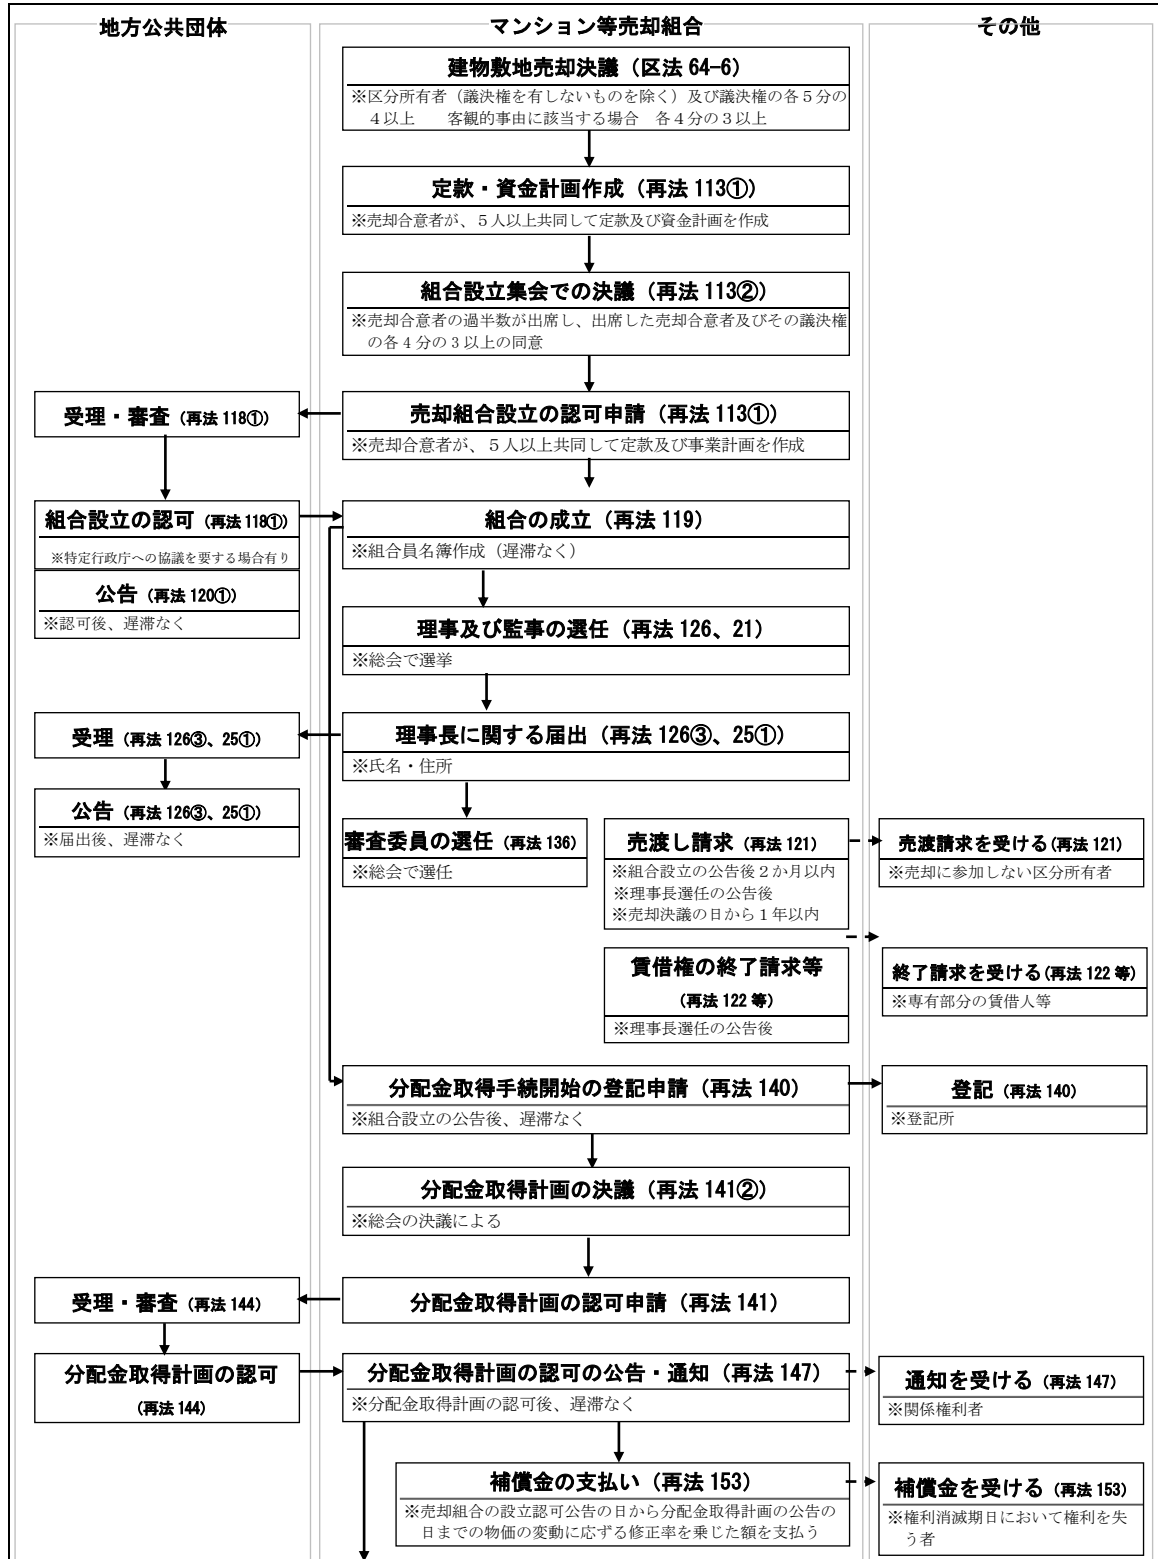 地方公共団体
マンション等売却組合
その他
建物敷地売却決議（区法 64-6）
※区分所有者（議決権を有しないものを除く）及び議決権の各５分の
４以上　　客観的事由に該当する場合　各４分の３以上
定款・資金計画作成（再法 113①）
※売却合意者が、５人以上共同して定款及び資金計画を作成
組合設立集会での決議（再法 113②）
※売却合意者の過半数が出席し、出席した売却合意者及びその議決権
の各４分の３以上の同意
受理・審査（再法 118①）
売却組合設立の認可申請（再法 113①）
※売却合意者が、５人以上共同して定款及び事業計画を作成
組合設立の認可（再法 118①）
※特定行政庁への協議を要する場合有り
公告（再法 120①）
※認可後、遅滞なく
組合の成立（再法 119）
※組合員名簿作成（遅滞なく）
理事及び監事の選任（再法 126、21）
※総会で選挙
受理（再法 126③、25①）
理事長に関する届出（再法 126③、25①）
※氏名・住所
公告（再法 126③、25①）
※届出後、遅滞なく
審査委員の選任（再法 136）
※総会で選任
売渡し請求（再法 121）
※組合設立の公告後２か月以内
※理事長選任の公告後
※売却決議の日から１年以内
売渡請求を受ける（再法 121）
※売却に参加しない区分所有者
賃借権の終了請求等
（再法 122 等）
※理事長選任の公告後
終了請求を受ける（再法 122 等）
※専有部分の賃借人等
分配金取得手続開始の登記申請（再法 140）
※組合設立の公告後、遅滞なく
登記（再法 140）
※登記所
分配金取得計画の決議（再法 141②）
※総会の決議による
受理・審査（再法 144）
分配金取得計画の認可申請（再法 141）
分配金取得計画の認可
（再法 144）
分配金取得計画の認可の公告・通知（再法 147）
※分配金取得計画の認可後、遅滞なく
通知を受ける（再法 147）
※関係権利者
補償金の支払い（再法 153）
※売却組合の設立認可公告の日から分配金取得計画の公告の
日までの物価の変動に応ずる修正率を乗じた額を支払う
補償金を受ける（再法 153）
※権利消滅期日において権利を失
う者